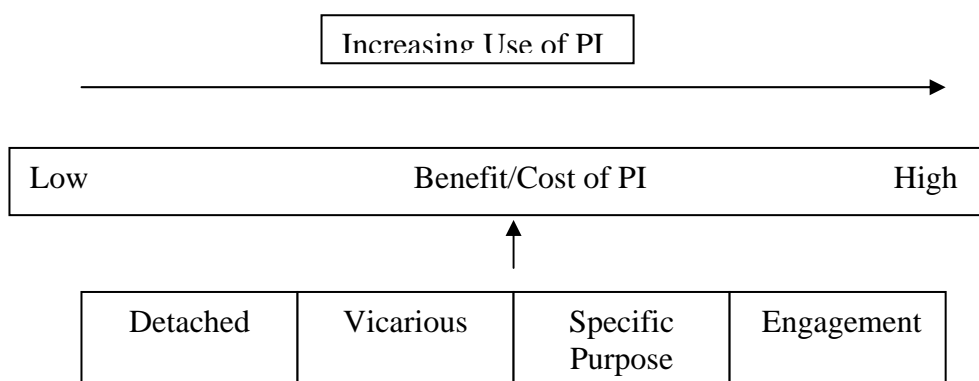 Increasing Use of PI
Low Benefit/Cost of PI High
Detached Vicarious Specific Engagement
Purpose